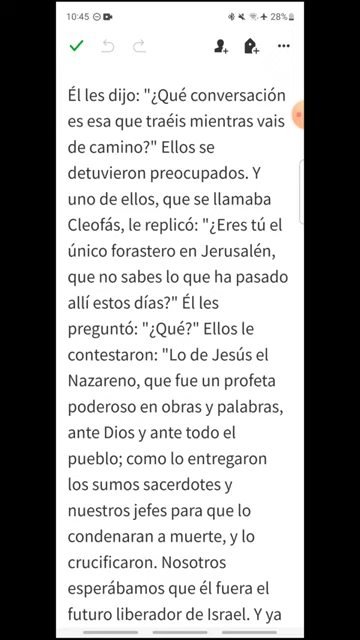 10:45
28%
Él les dijo: "¿Qué conversación
es esa que traéis mientras vais
de camino?" Ellos se
detuvieron preocupados. Y
uno de ellos, que se llamaba
Cleofás, le replicó: "¿Eres tú el
único forastero en Jerusalén,
que no sabes lo que ha pasado
allí estos días?" Él les
preguntó: "¿Qué?" Ellos le
contestaron: "Lo de Jesús el
Nazareno, que fue un profeta
poderoso en obras y palabras,
ante Dios y ante todo el
pueblo; como lo entregaron
los sumos sacerdotes y
nuestros jefes para que lo
condenaran a muerte, y lo
crucificaron. Nosotros
esperábamos que él fuera el
futuro liberador de Israel. Y ya